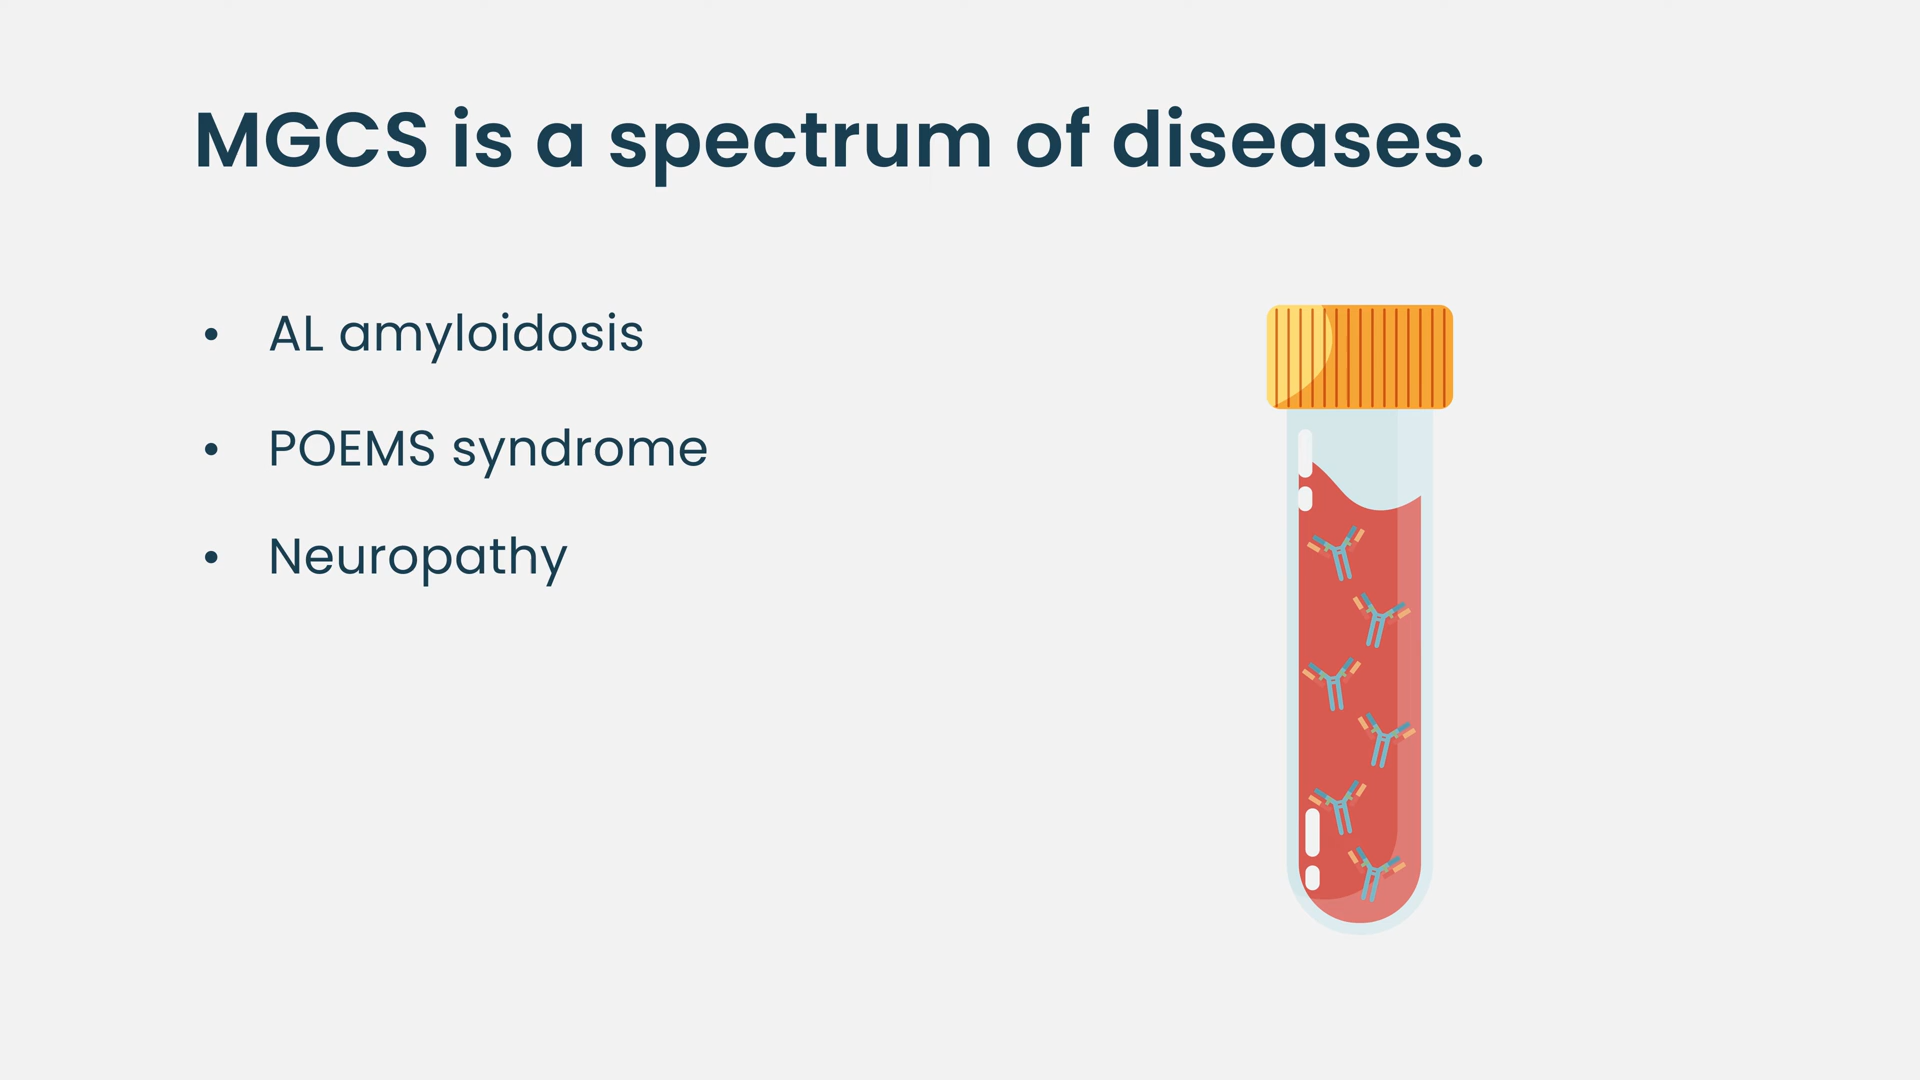 MGCS is a spectrum of diseases.
• AL amyloidosis
• POEMS syndrome
• Neuropathy